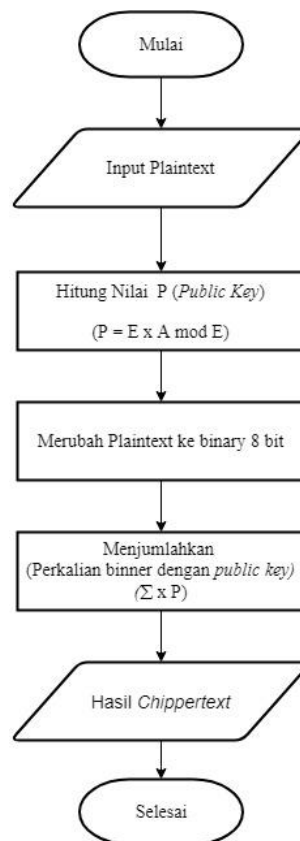 Mulai
Input Plaintext
Hitung Nilai P (Public Key)
(P = E x A mod E)
Merubah Plaintext ke binary 8 bit
Menjumlahkan
(Perkalian binner dengan public key)
(∑ x P)
Hasil Chippertext
Selesai